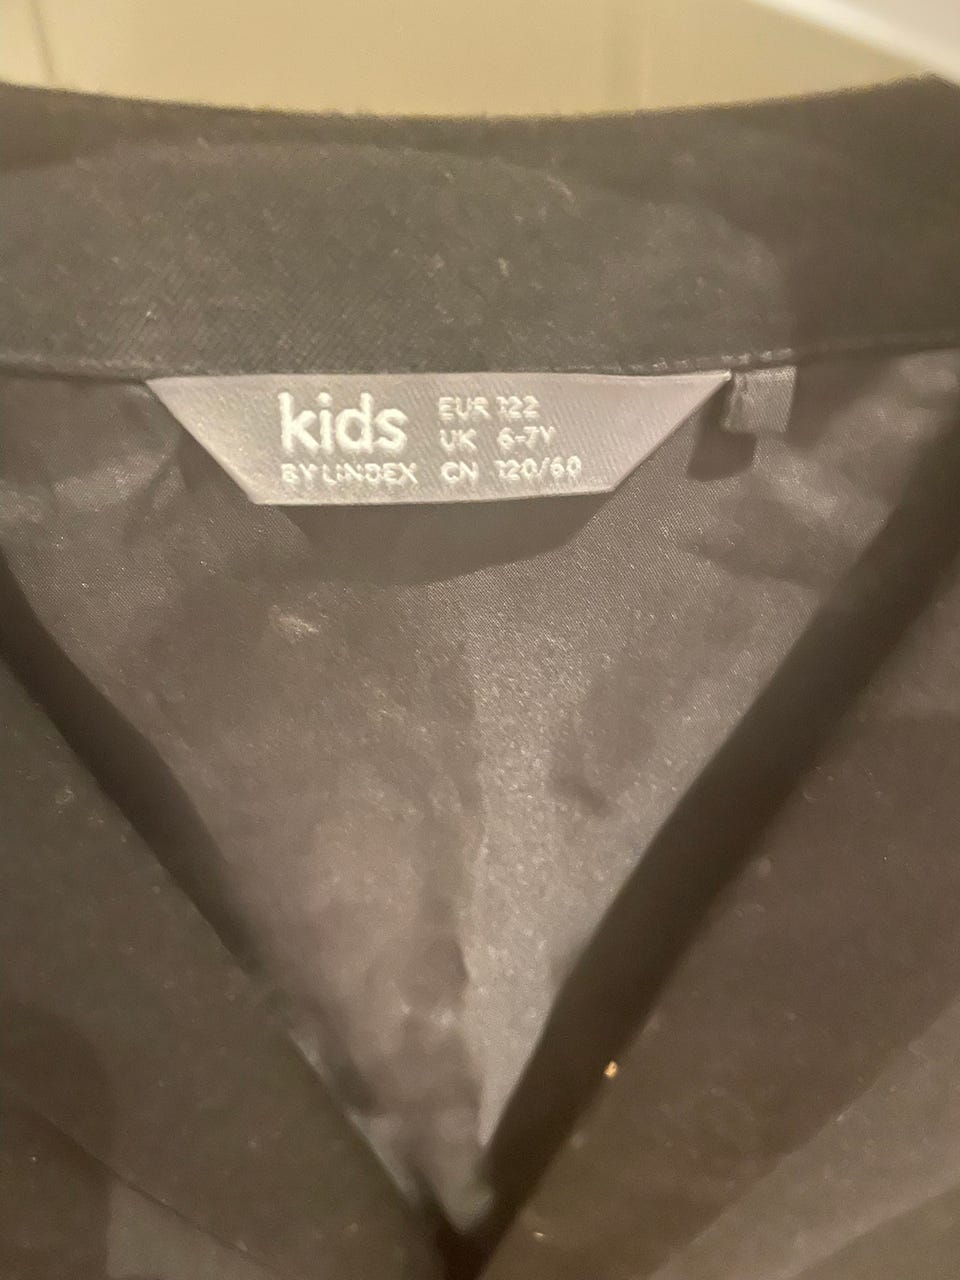 kids
BY LINDEX
EUR 122
UK 6-7Y
CN 120/60